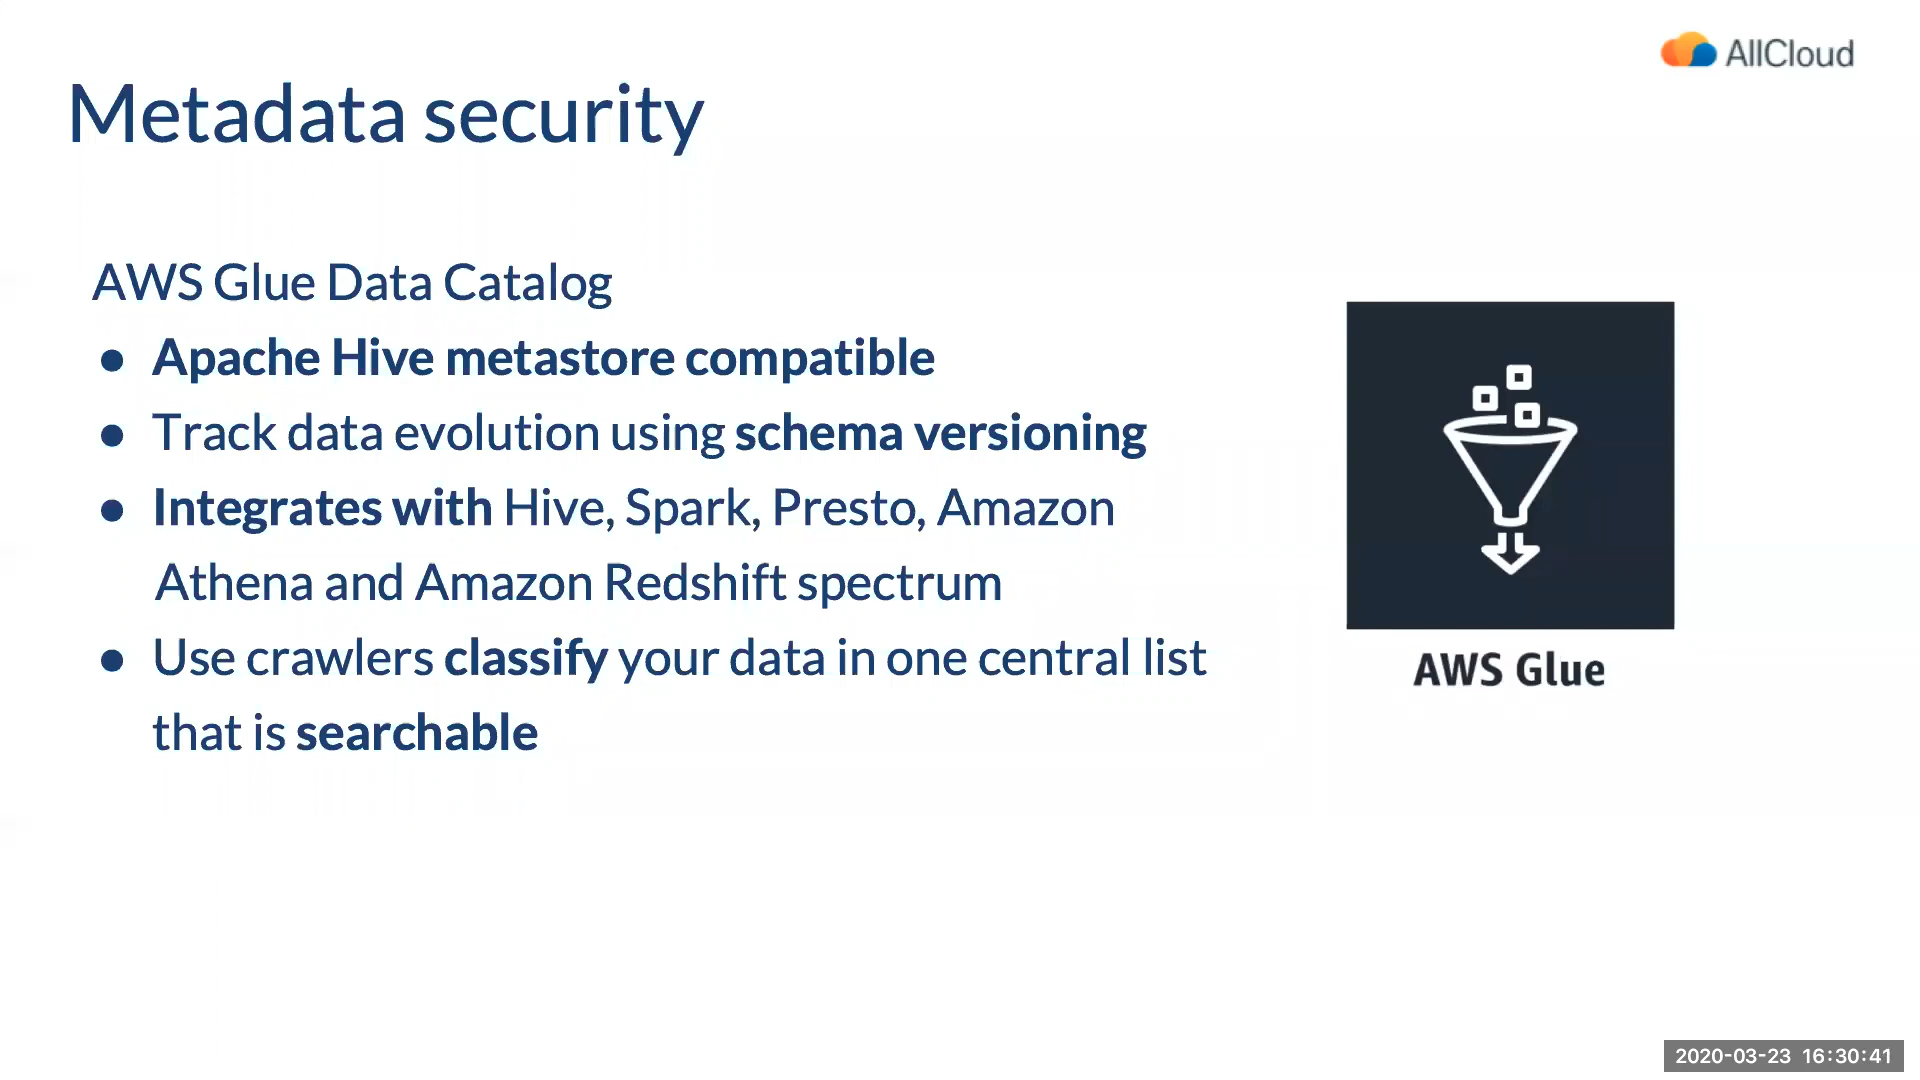 AllCloud
Metadata security
AWS Glue Data Catalog
● Apache Hive metastore compatible
● Track data evolution using schema versioning
● Integrates with Hive, Spark, Presto, Amazon
Athena and Amazon Redshift spectrum
● Use crawlers classify your data in one central list
that is searchable
AWS Glue
2020-03-23 16:30:41